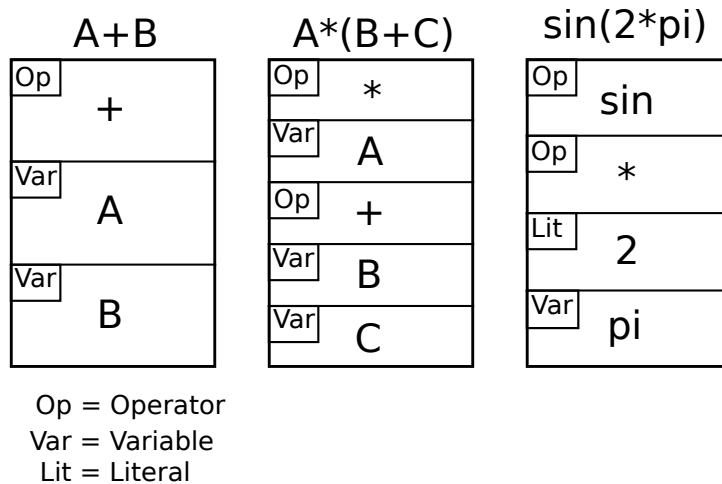 A+B
Op
+
Var
A
Var
B
A*(B+C)
Op
*
Var
A
Op
+
Var
B
Var
C
sin(2*pi)
Op
sin
Op
*
Lit
2
Var
pi
Op = Operator
Var = Variable
Lit = Literal